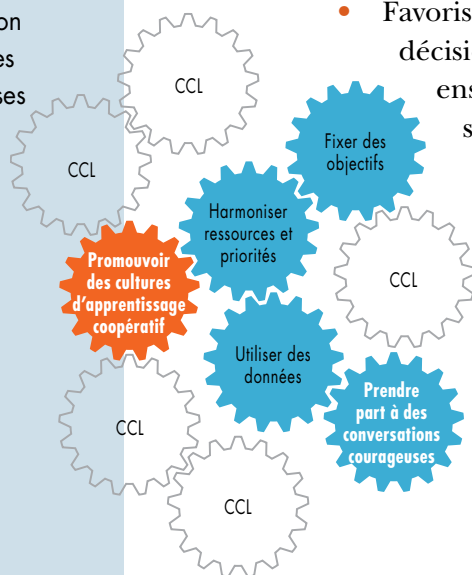 on
es
ses
• Favoris
décisi
ens
s
CCL
CCL
Fixer des
objectifs
Harmoniser
ressources et
priorités
Promouvoir
des cultures
d'apprentissage
coopératif
CCL
Utiliser des
données
Prendre
part à des
conversations
courageuses
CCL
CCL